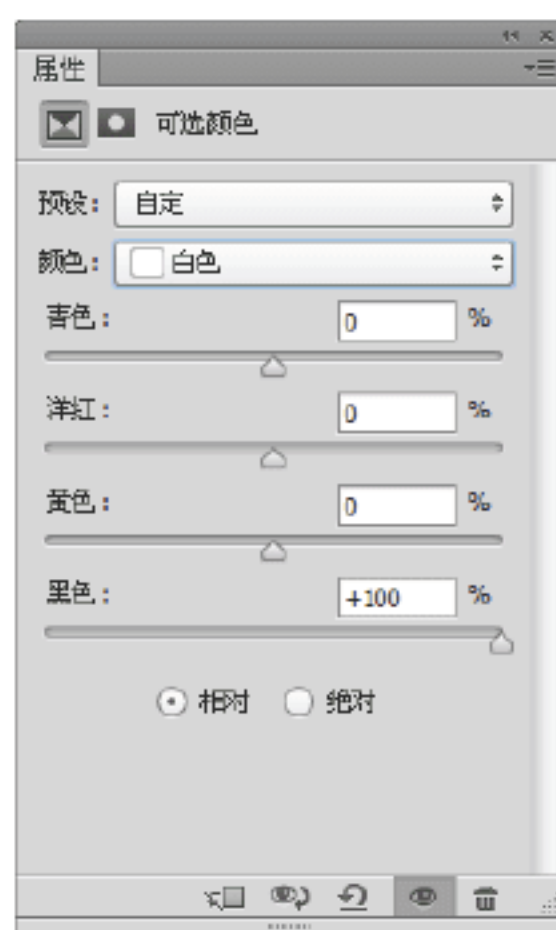 属性
可选颜色
预设: 自定
颜色: 白色
青色: 0 %
洋红: 0 %
黄色: 0 %
黑色: +100 %
相对 绝对